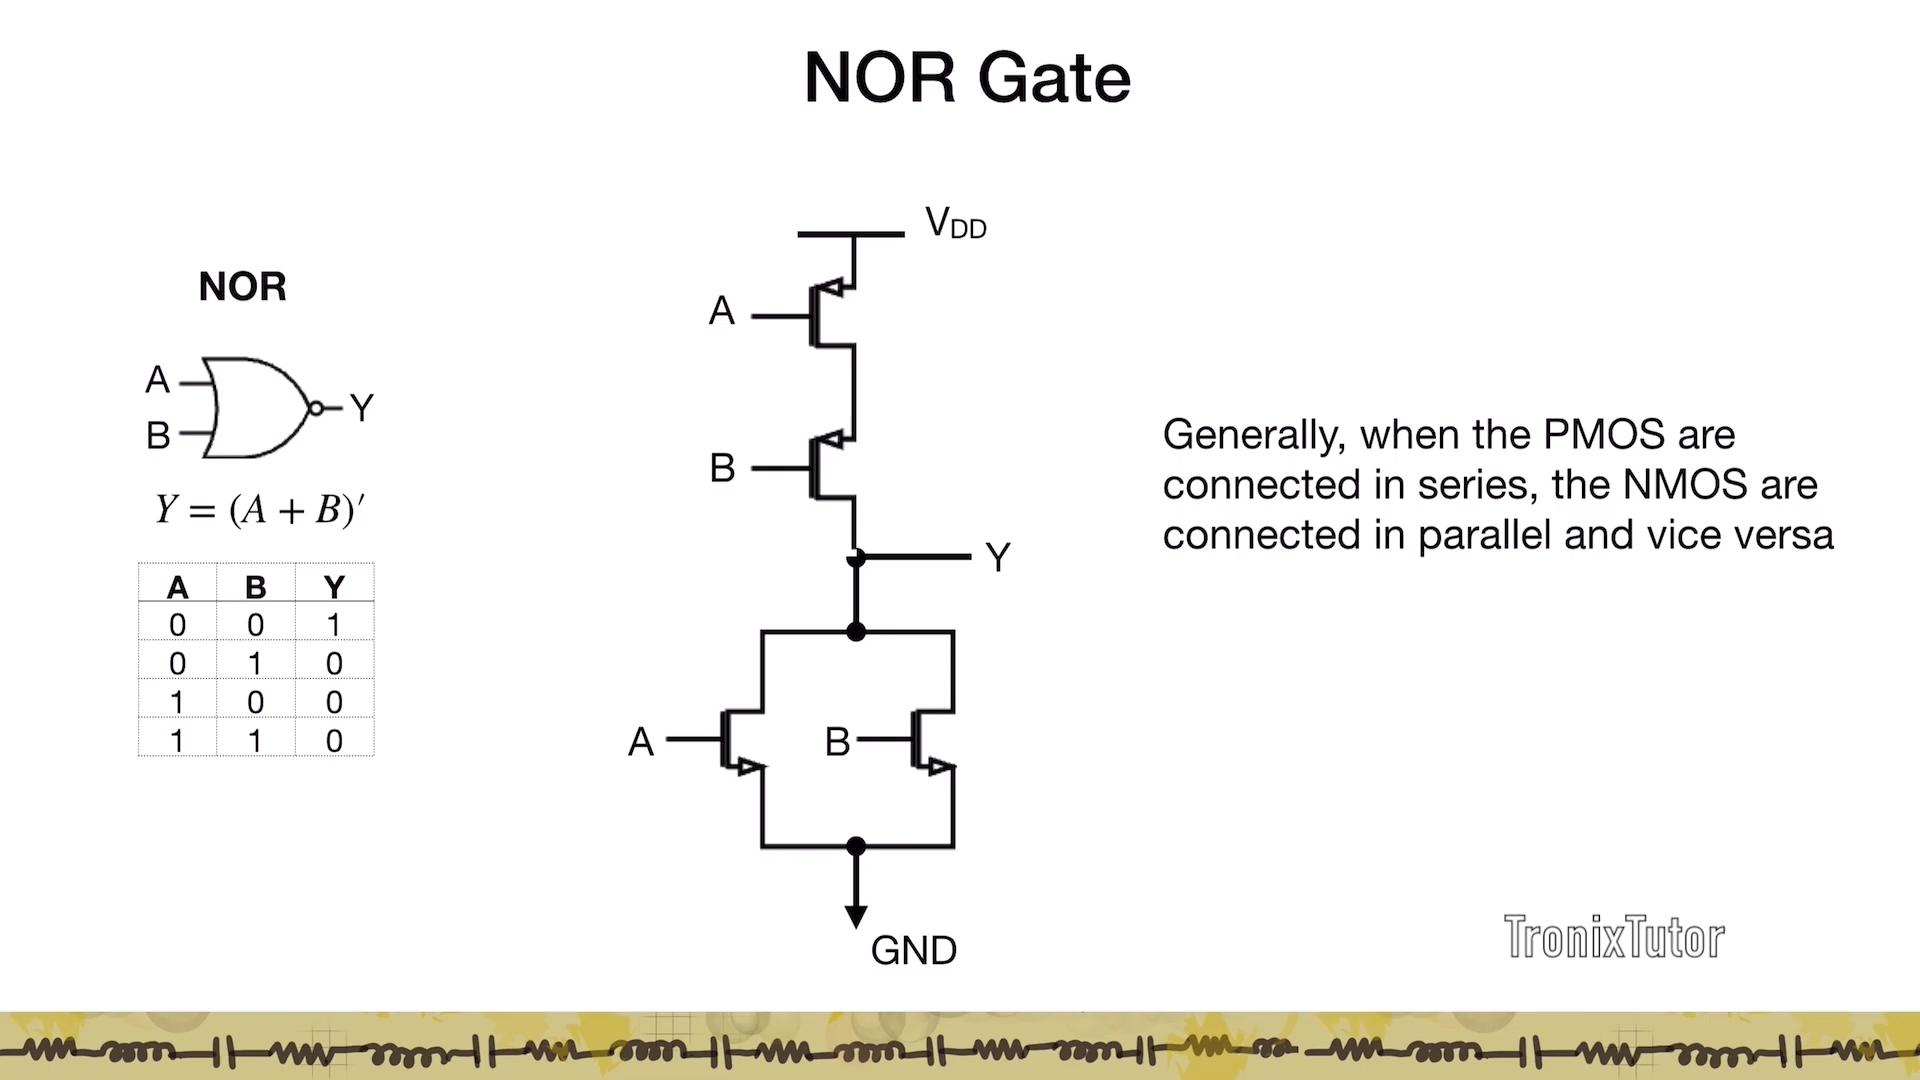 NOR Gate
NOR
A
B
Y
Y = (A + B)′
A B Y
0 0 1
0 1 0
1 0 0
1 1 0
VDD
A
B
Y
A
B
GND
Generally, when the PMOS are
connected in series, the NMOS are
connected in parallel and vice versa
TronixTutor